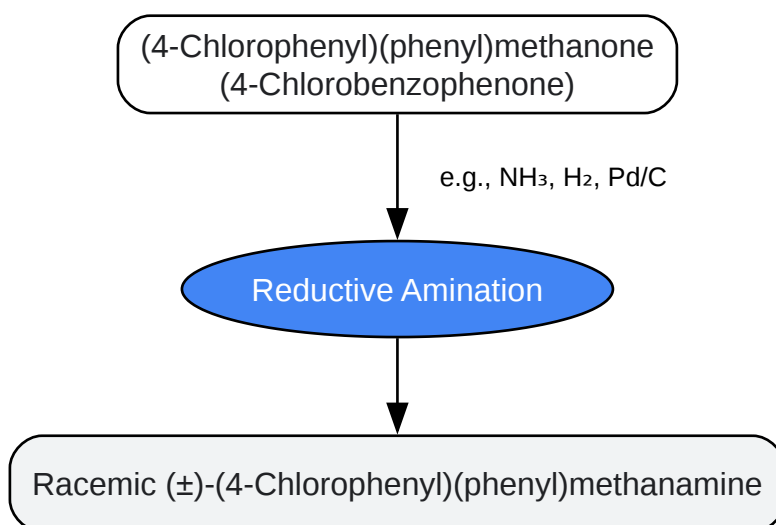 (4-Chlorophenyl)(phenyl)methanone
(4-Chlorobenzophenone)
e.g., NH₃, H₂, Pd/C
Reductive Amination
Racemic (±)-(4-Chlorophenyl)(phenyl)methanamine